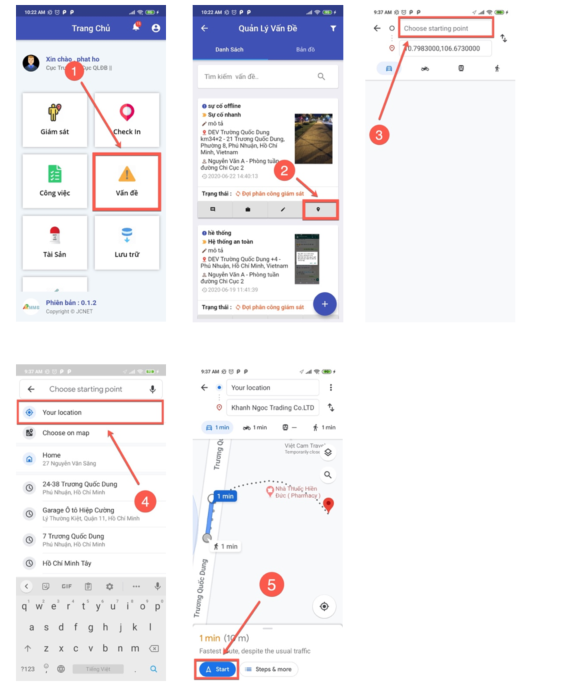 10:22 AM
Trang Chủ
Xin chào , phat ho
1
Giám sát
Check In
Công việc
Vấn đề
Tài Sản
Lưu trữ
Phiên bản : 0.1.2
Copyright © JCNET
10:22 AM
Quản Lý Vấn Đề
Danh Sách
Bản đồ
Tìm kiếm vấn đề..
sự cố offline
Sự cố nhanh
mô tả
DEV Trường Quốc Dung
km34+2 - 21 Trương Quốc Dung,
Phường 8, Phú Nhuận, Hồ Chí
Minh, Vietnam
Nguyễn Văn A - Phòng tuần
đường Chi Cục 2
2020-06-22 14:40:13
2
Trạng thái : Đợi phân công giám sát
hê thống
Hệ thống an toàn
mô tả
DEV Trương Quốc Dung +4 -
Phú Nhuận, Hồ Chí Minh, Vietnam
Nguyễn Văn A - Phòng tuần
đường Chi Cục 2
2020-06-19 11:41:39
Trạng thái : Đợi phân công giám sát
9:37 AM
Choose starting point
0.7983000,106.6730000
3
9:37 AM
Choose starting point
Your location
Choose on map
Home
27 Nguyễn Văn Săng
24-38 Trương Quốc Dung
Phú Nhuận, Hồ Chí Minh
4
Garage Ô tô Hiệp Cường
Lý Thường Kiệt, Quận 11, Hồ Chí Minh
7 Trương Quốc Dung
Phú Nhuận, Hồ Chí Minh
Hồ Chí Minh Tây
GIF
q w e r t y u i o p
a s d f g h j k l
z x c v b n m
?123
Tiếng Việt
9:37 AM
Your location
Khanh Ngoc Trading Co.LTD
1 min
1 min
1 min
Việt Cam Trave
Temporarily close
Trương Q
Nhà Thuốc Hiền
Đức ( Pharmacy )
1 min
1 min
Trương Quốc Dung
5
1 min
Fastest route, despite the usual traffic
Start
Steps & more